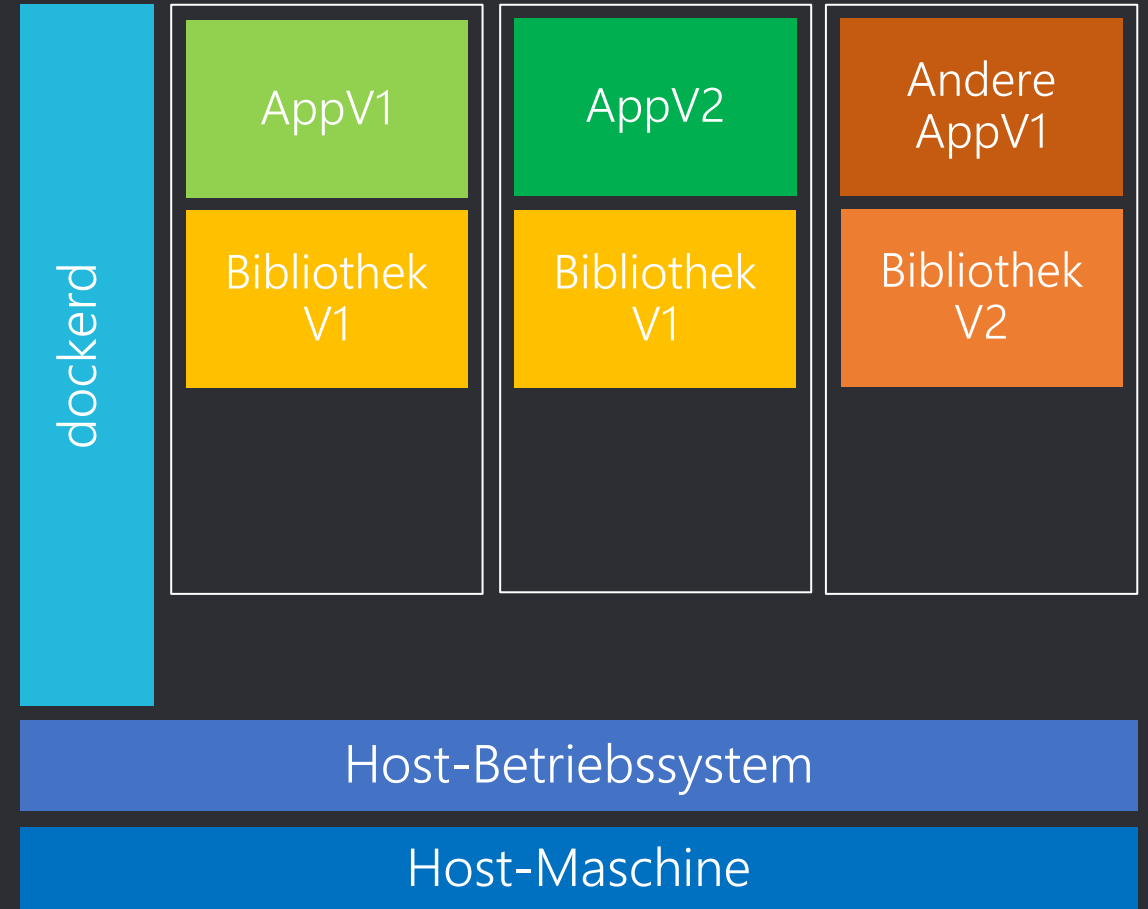 dockerd
AppV1
AppV2
Andere
AppV1
Bibliothek
V1
Bibliothek
V1
Bibliothek
V2
Host-Betriebssystem
Host-Maschine